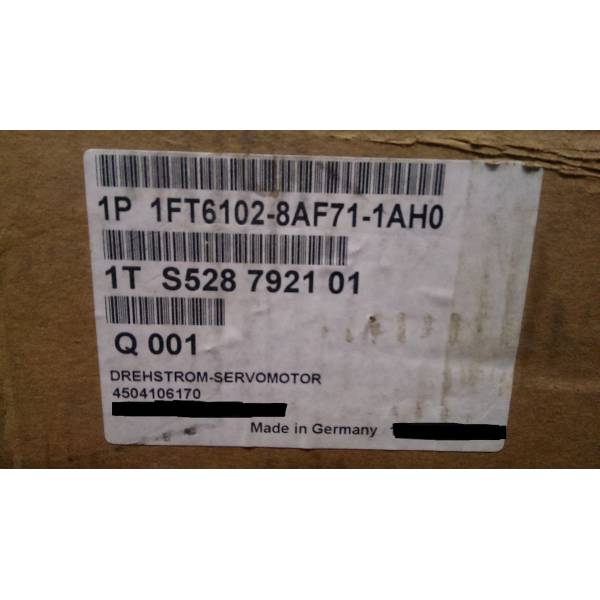 1P 1FT6102-8AF71-1AH0
1T S528 7921 01
Q 001
DREHSTROM-SERVOMOTOR
4504106170
Made in Germany